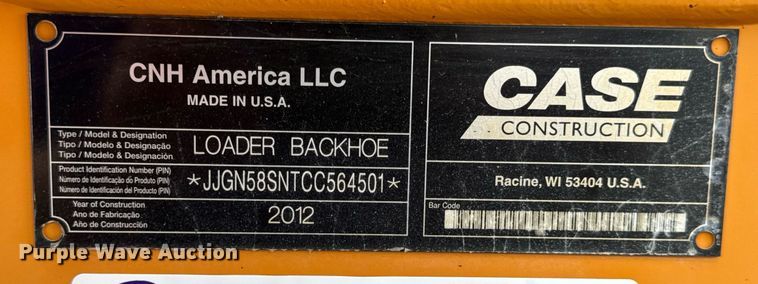 CNH America LLC
MADE IN U.S.A.
Type / Model & Designation
Tipo / Modelo & Designação
Tipo / Modelo & Designación
LOADER BACKHOE
Product Identification Number (PIN)
Número de Identificação do Produto (PIN)
Número de Identificación del Producto (PIN)
*JJGN58SNTCC564501*
Year of Construction
Ano de Fabricação
Año de Construcción
2012
CASE
CONSTRUCTION
Racine, WI 53404 U.S.A.
Bar Code
Purple Wave Auction